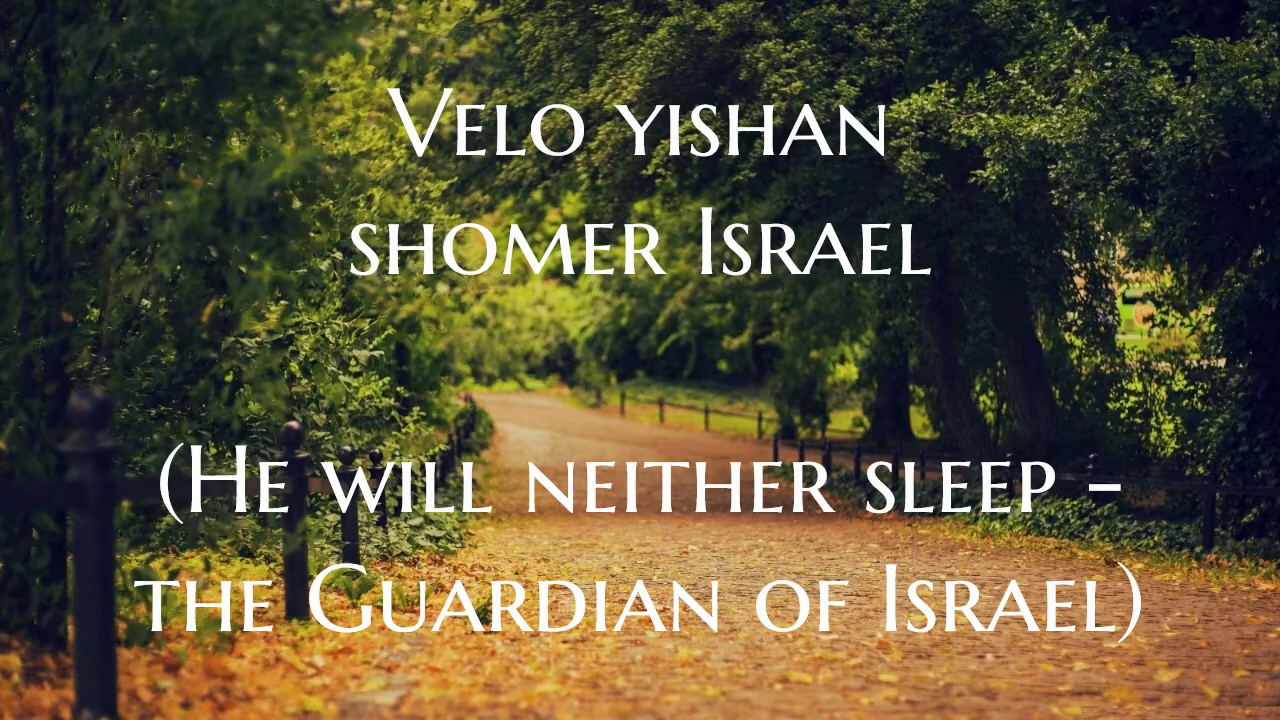 Velo yishan
shomer Israel
(He will neither sleep -
the Guardian of Israel)